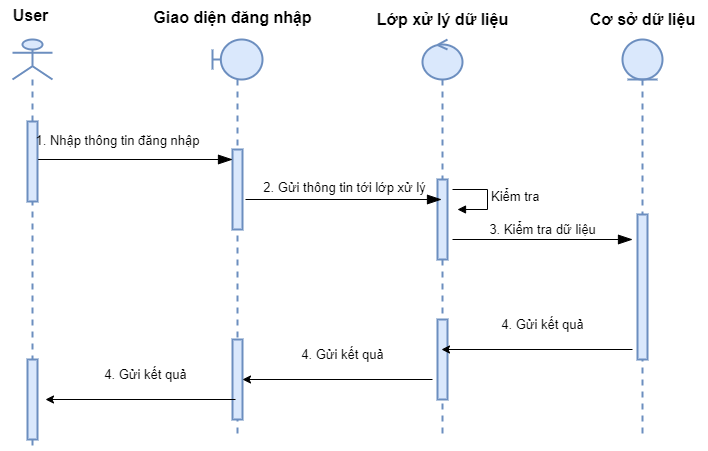 User
Giao diện đăng nhập
Lớp xử lý dữ liệu
Cơ sở dữ liệu
1. Nhập thông tin đăng nhập
2. Gửi thông tin tới lớp xử lý
Kiểm tra
3. Kiểm tra dữ liệu
4. Gửi kết quả
4. Gửi kết quả
4. Gửi kết quả